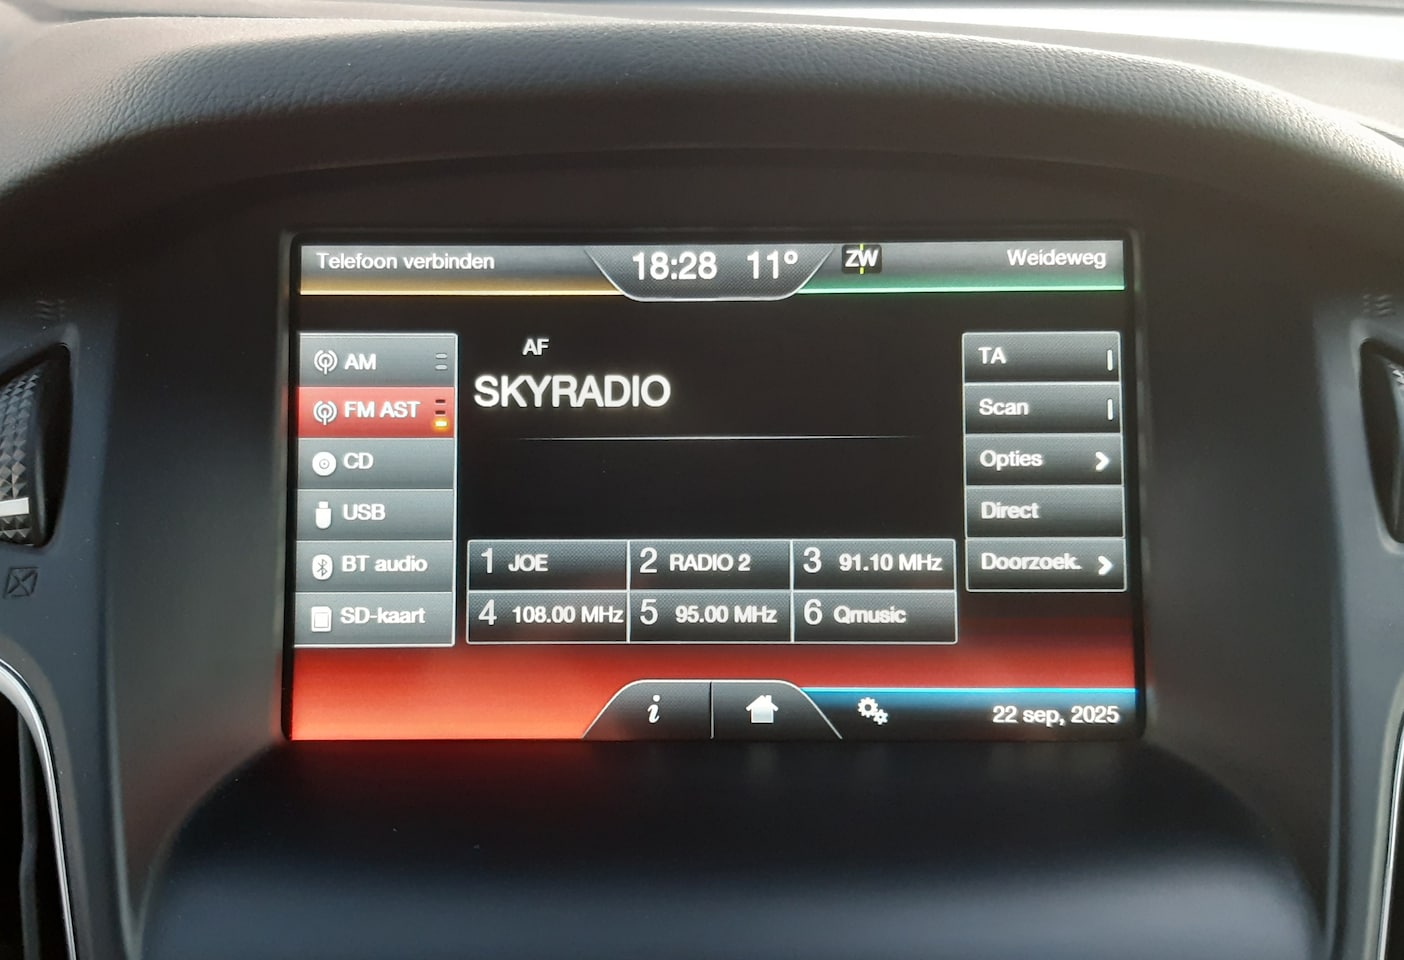 Telefoon verbinden 18:28 11° ZW Weideweg
AM
FM AST
CD
USB
BT audio
SD-kaart
AF
SKYRADIO
1 JOE 2 RADIO 2 3 91.10 MHz
4 108.00 MHz 5 95.00 MHz 6 Qmusic
TA
Scan
Opties
Direct
Doorzoek.
i
22 sep, 2025